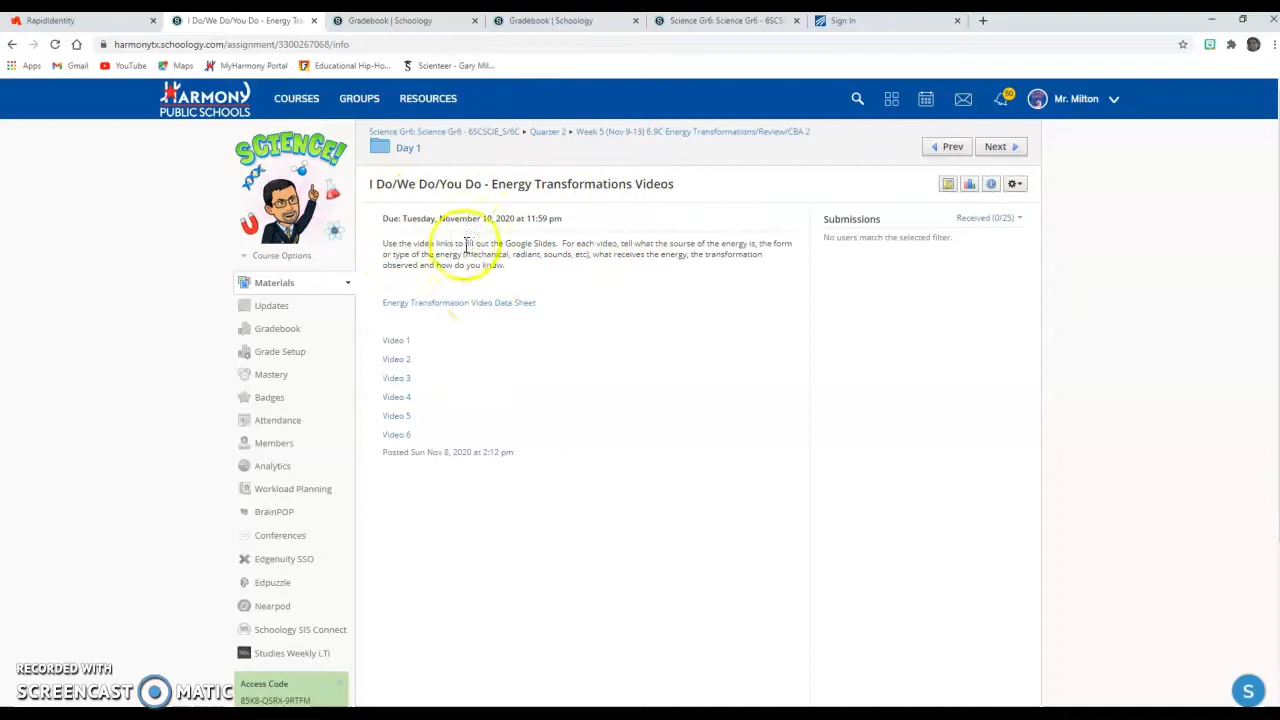 RapidIdentity
I Do/We Do/You Do - Energy Tra
Gradebook | Schoology
Gradebook | Schoology
Science Gr6: Science Gr6 - 6SCS
Sign In
harmonytx.schoology.com/assignment/3300267068/info
Apps
Gmail
YouTube
Maps
MyHarmony Portal
Educational Hip-Ho...
Scienteer - Gary Mil...
HARMONY
PUBLIC SCHOOLS
COURSES
GROUPS
RESOURCES
50
Mr. Milton
SCIENCE!
Course Options
Materials
Updates
Gradebook
Grade Setup
Mastery
Badges
Attendance
Members
Analytics
Workload Planning
BrainPOP
Conferences
Edgenuity SSO
Edpuzzle
Nearpod
Schoology SIS Connect
Studies Weekly LTI
Access Code
85K8-QSRX-9RTFM
Science Gr6: Science Gr6 - 6SCSCIE_S/6C ▸ Quarter 2 ▸ Week 5 (Nov 9-13) 6.9C Energy Transformations/Review/CBA 2
Day 1
Prev
Next
I Do/We Do/You Do - Energy Transformations Videos
Due: Tuesday, November 10, 2020 at 11:59 pm
Use the video links to fill out the Google Slides. For each video, tell what the sourse of the energy is, the form
or type of the energy (mechanical, radiant, sounds, etc), what receives the energy, the transformation
observed and how do you know.
Energy Transformation Video Data Sheet
Video 1
Video 2
Video 3
Video 4
Video 5
Video 6
Posted Sun Nov 8, 2020 at 2:12 pm
Submissions
Received (0/25)
No users match the selected filter.
RECORDED WITH
SCREENCAST MATIC
S